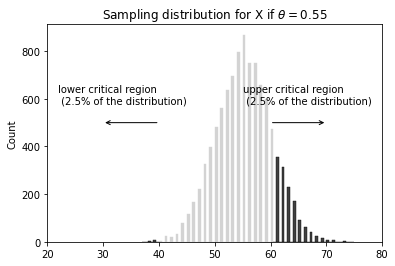 Sampling distribution for X if θ = 0.55
800
600
400
200
0
Count
lower critical region
(2.5% of the distribution)
upper critical region
(2.5% of the distribution)
20 30 40 50 60 70 80